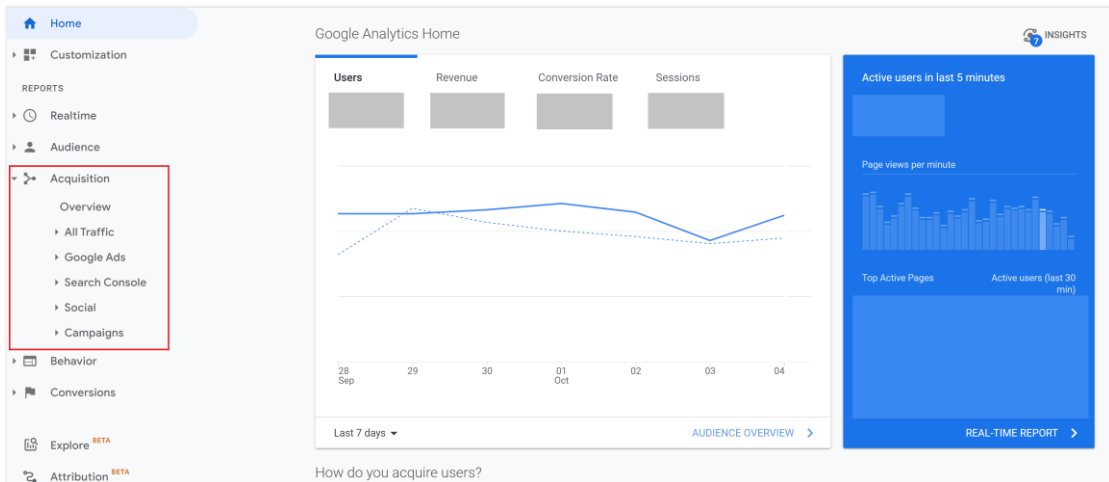 Home
Customization
REPORTS
Realtime
Audience
Acquisition
Overview
All Traffic
Google Ads
Search Console
Social
Campaigns
Behavior
Conversions
Explore BETA
Attribution BETA
Google Analytics Home
7 INSIGHTS
Users Revenue Conversion Rate Sessions
28 29 30 01 02 03 04
Sep Oct
Last 7 days AUDIENCE OVERVIEW
Active users in last 5 minutes
Page views per minute
Top Active Pages Active users (last 30
min)
REAL-TIME REPORT
How do you acquire users?